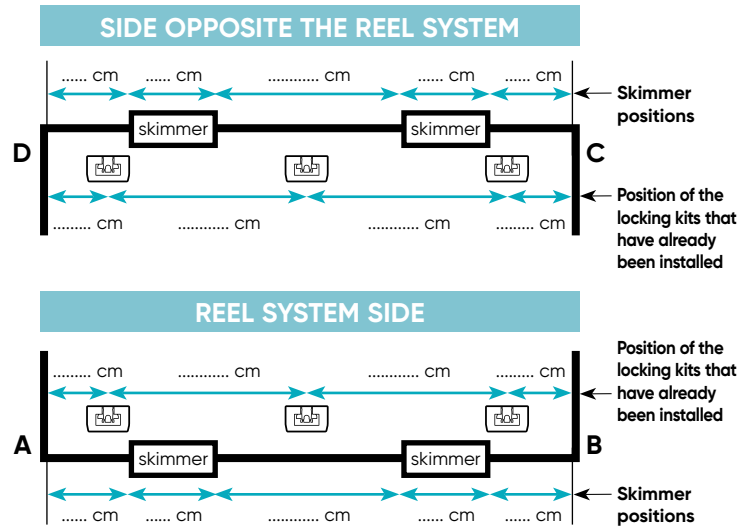 SIDE OPPOSITE THE REEL SYSTEM
...... cm ...... cm ............ cm ...... cm ...... cm
Skimmer
positions
skimmer skimmer
D C
Position of the
locking kits that
have already
been installed
.......... cm ............ cm ............ cm .......... cm
REEL SYSTEM SIDE
Position of the
locking kits that
have already
been installed
.......... cm ............ cm ............ cm .......... cm
A B
skimmer skimmer
Skimmer
positions
...... cm ...... cm ............ cm ...... cm ...... cm